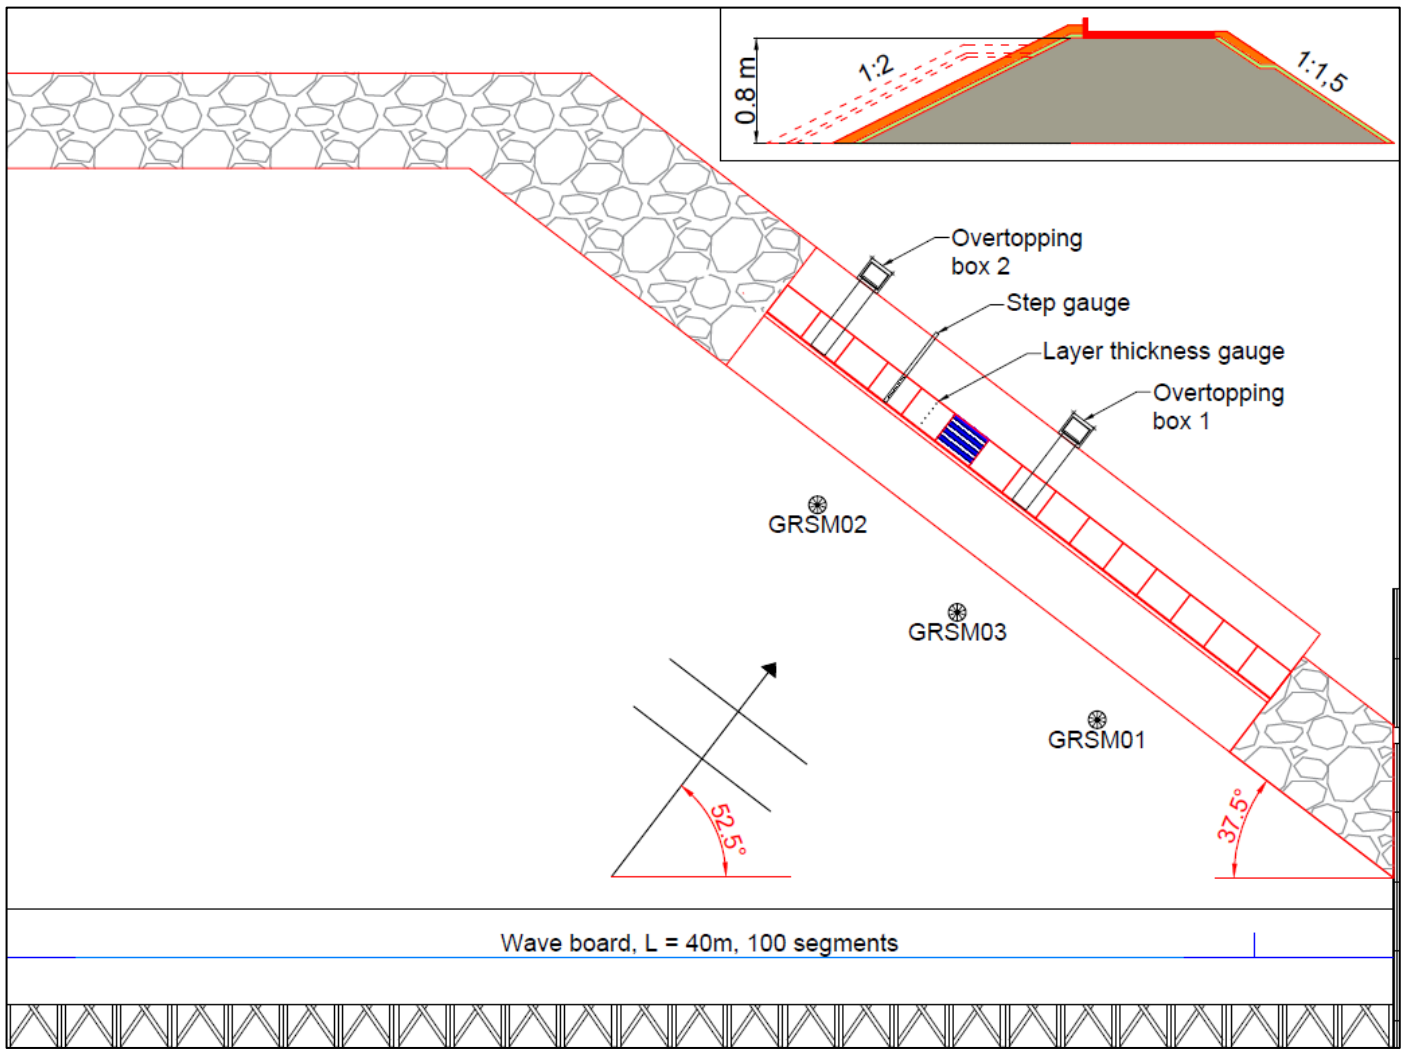 0.8 m
1:2
1:1,5
Overtopping
box 2
Step gauge
Layer thickness gauge
Overtopping
box 1
GRSM02
GRSM03
GRSM01
52.5°
37.5°
Wave board, L = 40m, 100 segments